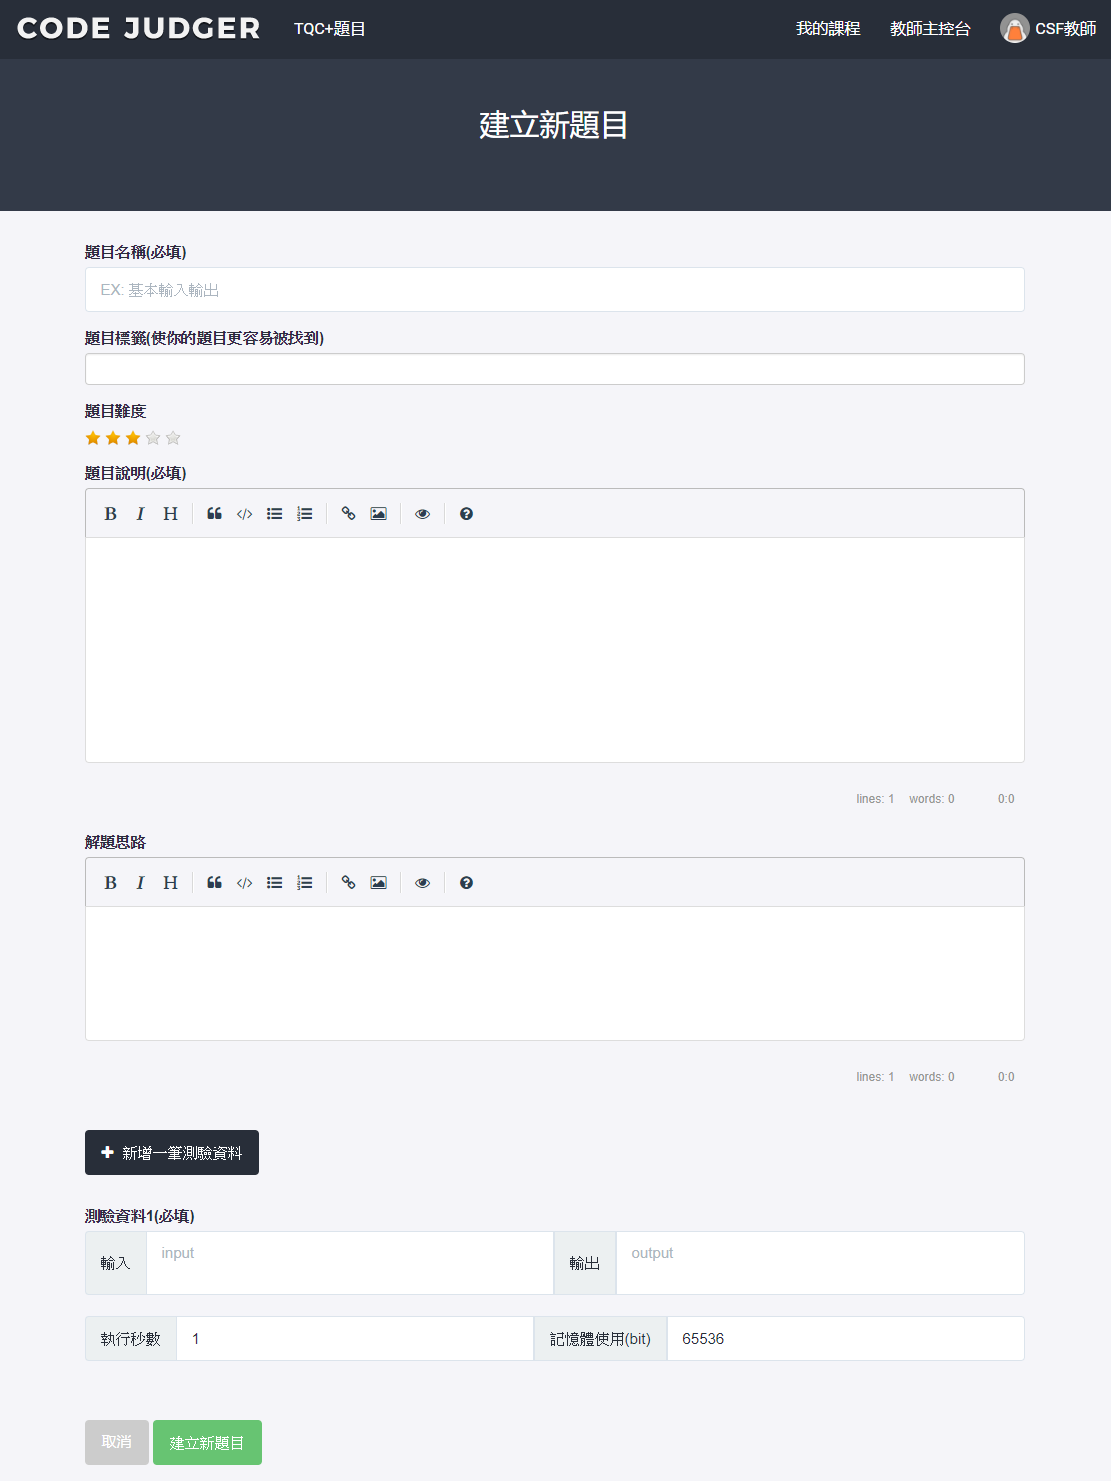 CODE JUDGER TQC+題目 我的課程 教師主控台 CSF教師
建立新題目
題目名稱(必填)
EX: 基本輸入輸出
題目標籤(使你的題目更容易被找到)
題目難度
題目說明(必填)
B I H
lines: 1 words: 0 0:0
解題思路
B I H
lines: 1 words: 0 0:0
新增一筆測驗資料
測驗資料1(必填)
輸入 input 輸出 output
執行秒數 1 記憶體使用(bit) 65536
取消 建立新題目